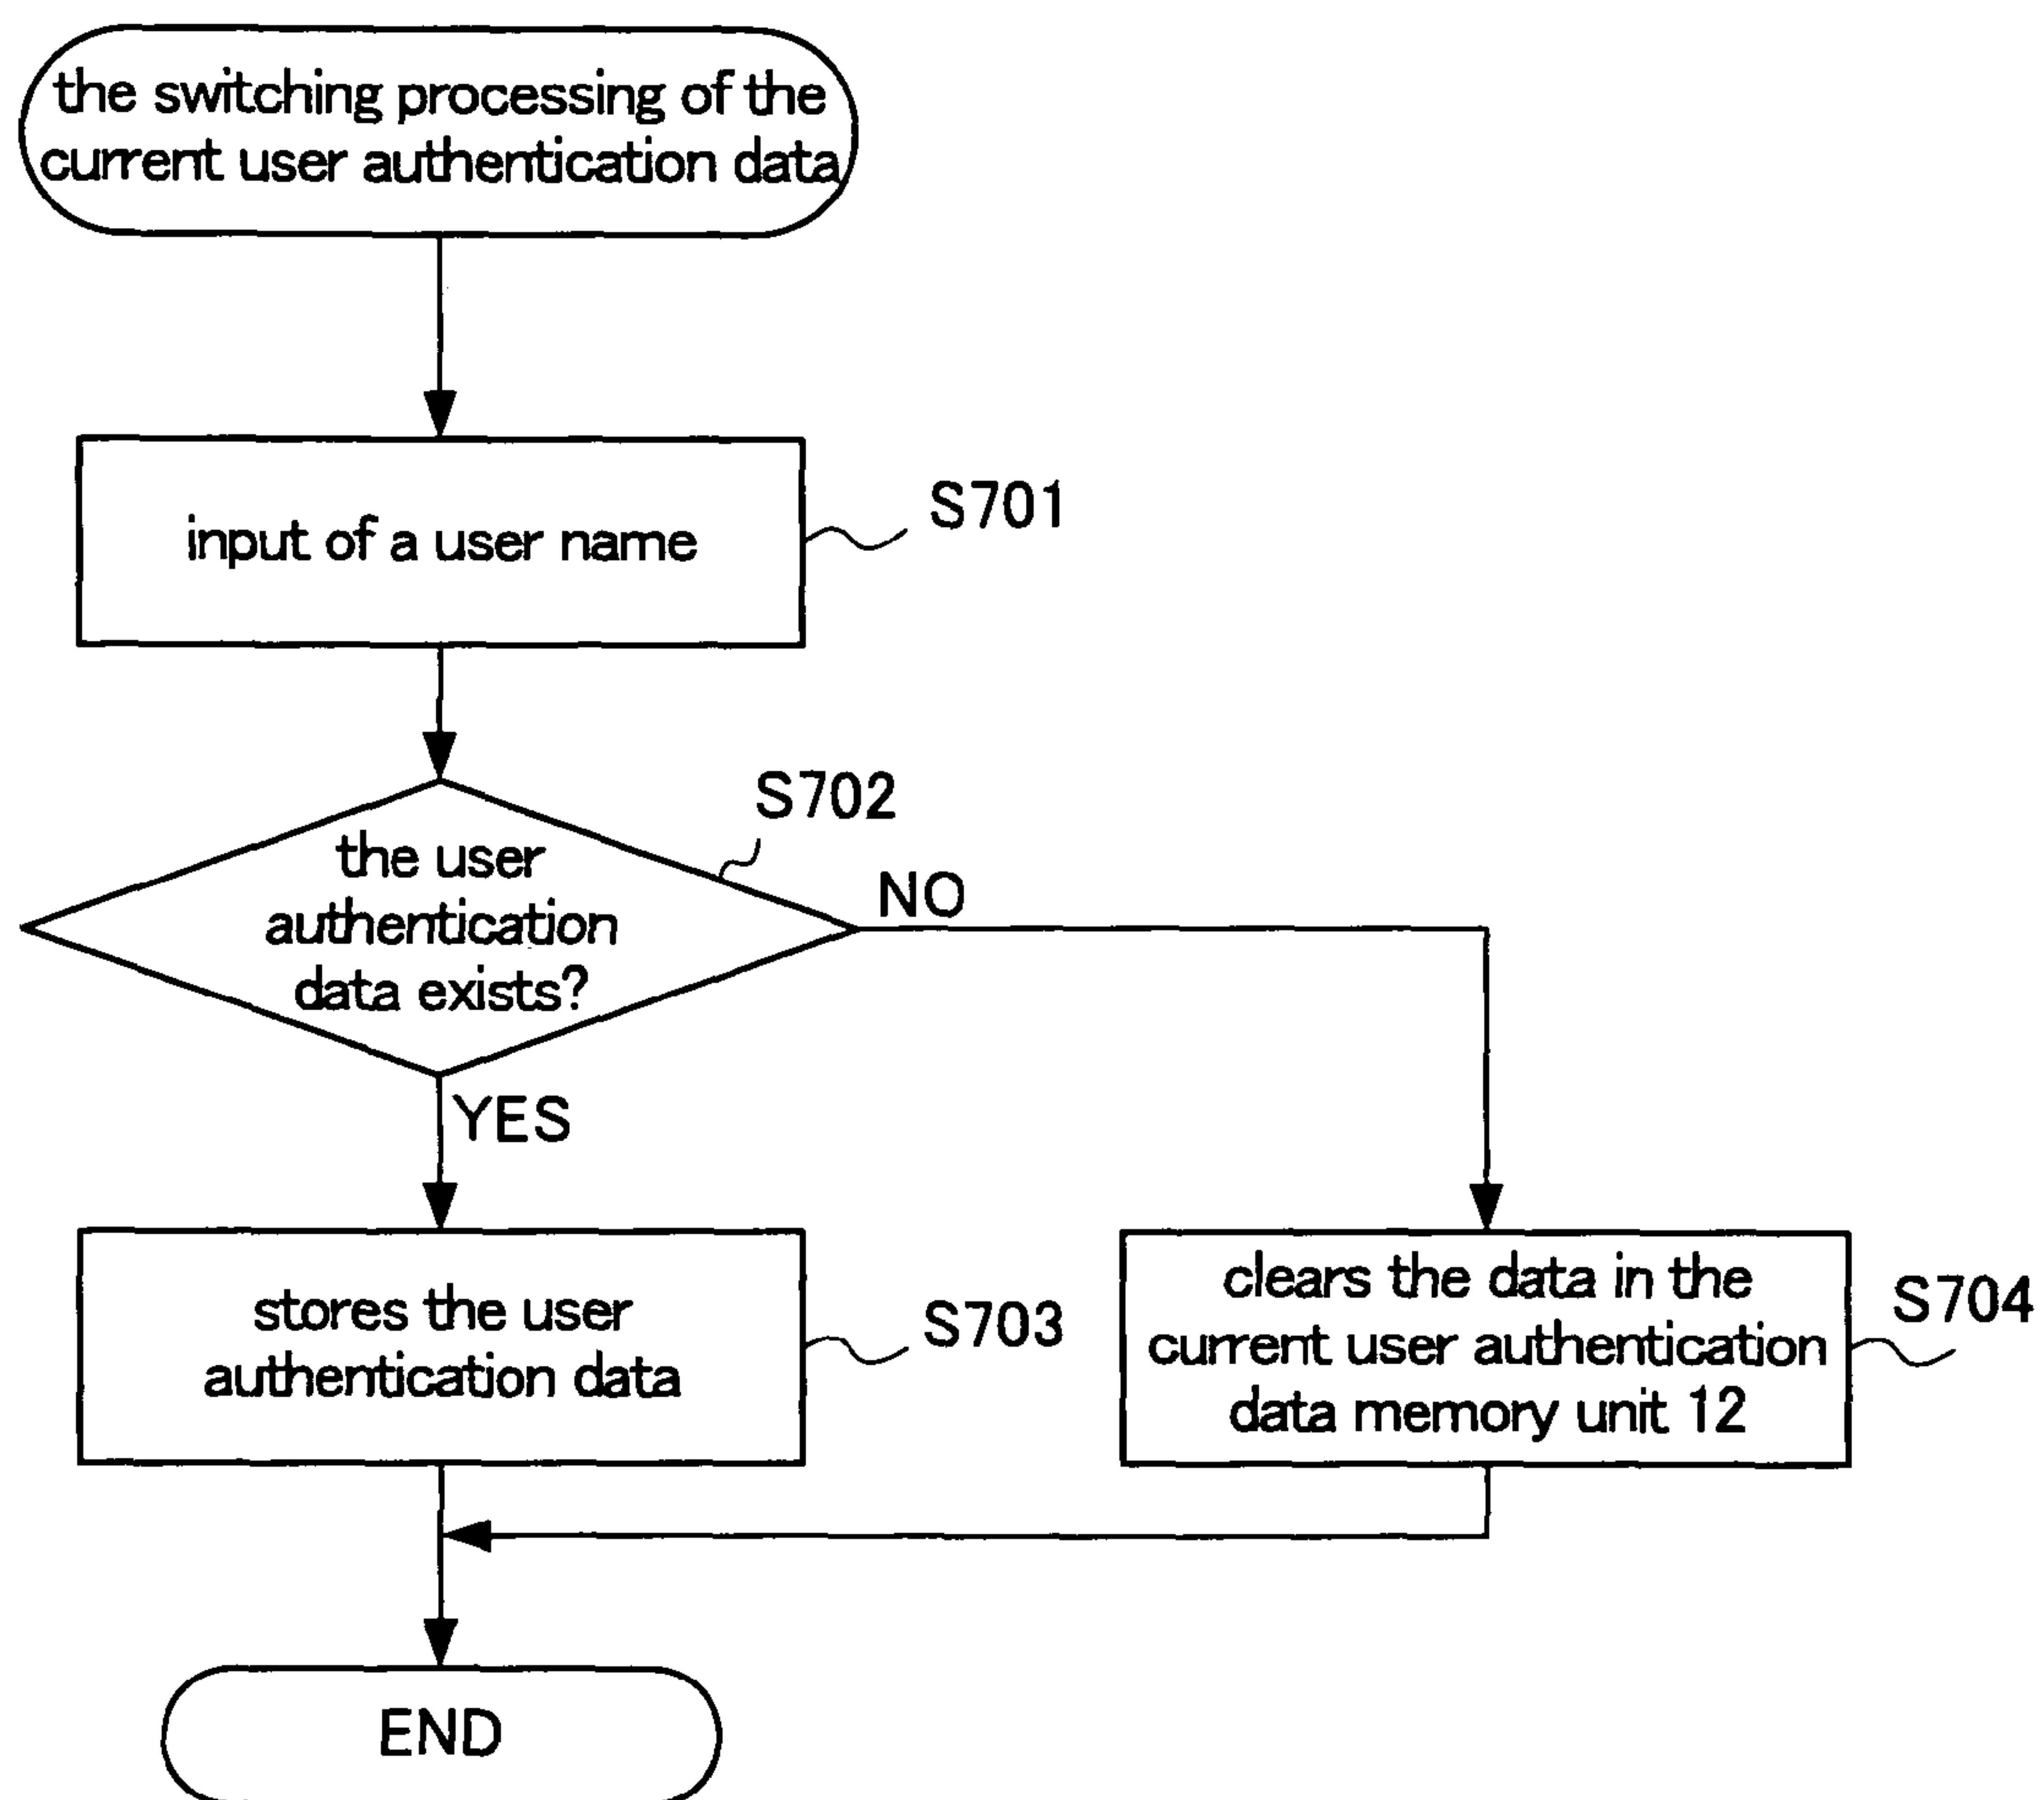 the switching processing of the
current user authentication data
input of a user name
S701
S702
the user
authentication
data exists?
NO
YES
stores the user
authentication data
S703
clears the data in the
current user authentication
data memory unit 12
S704
END